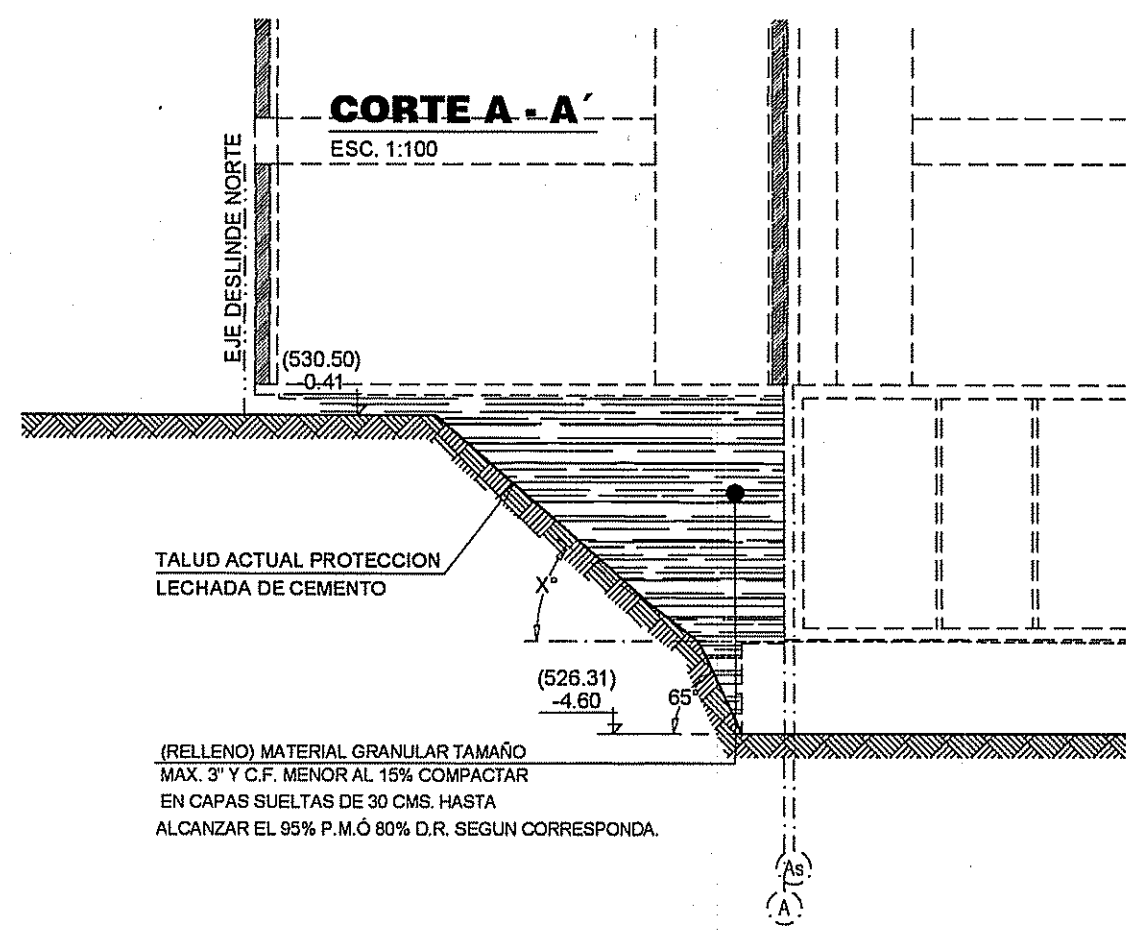 CORTE A - A´
ESC. 1:100
EJE DESLINDE NORTE
(530.50)
-0.41
TALUD ACTUAL PROTECCION
LECHADA DE CEMENTO
X°
(526.31)
-4.60
65°
(RELLENO) MATERIAL GRANULAR TAMAÑO
MAX. 3" Y C.F. MENOR AL 15% COMPACTAR
EN CAPAS SUELTAS DE 30 CMS. HASTA
ALCANZAR EL 95% P.M.Ó 80% D.R. SEGUN CORRESPONDA.
As
A